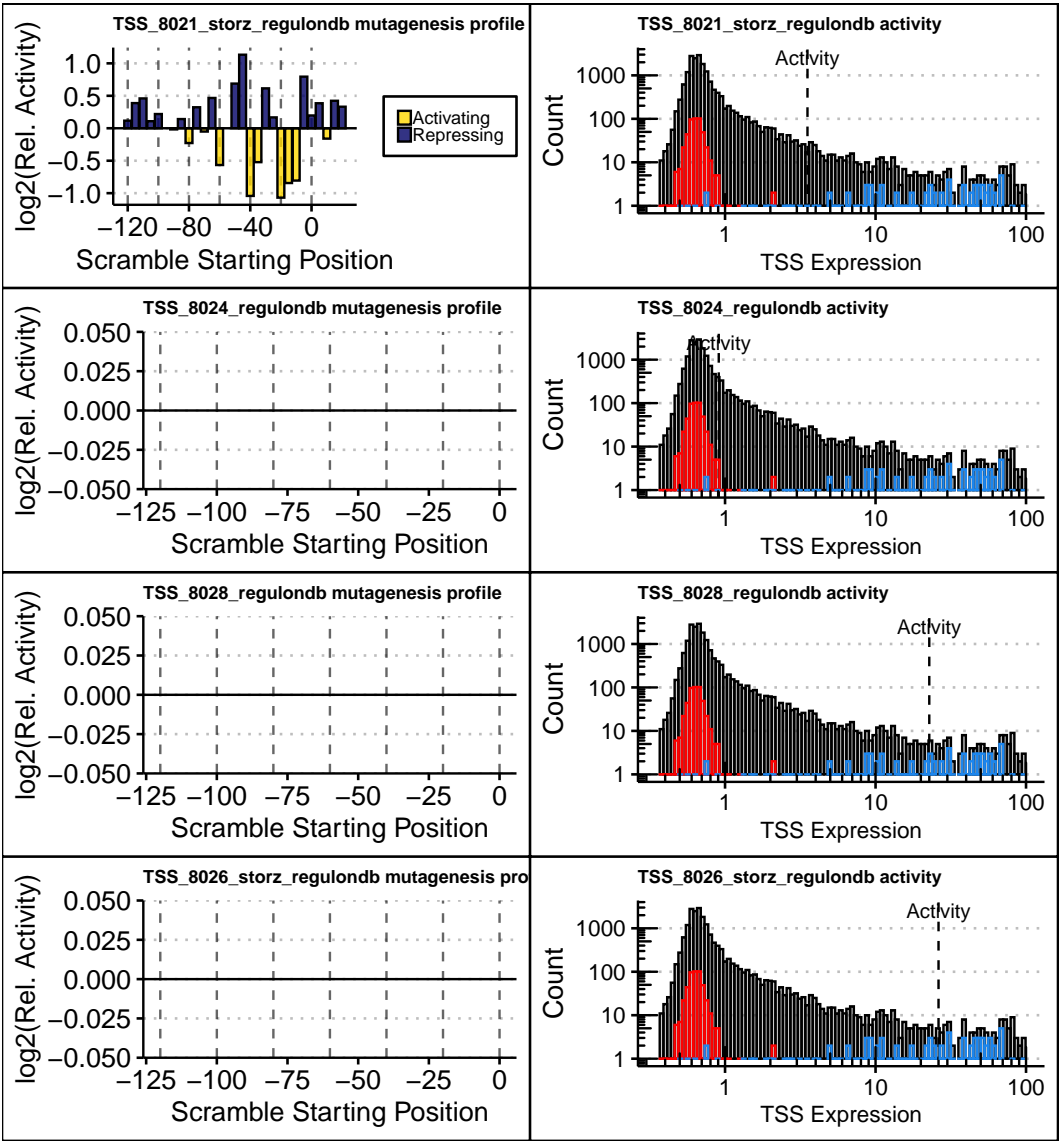 TSS_8021_storz_regulondb mutagenesis profile
log2(Rel. Activity)
1.0
0.5
0.0
−0.5
−1.0
−120 −80 −40 0
Scramble Starting Position
Activating
Repressing
TSS_8021_storz_regulondb activity
Activity
Count
1000
100
10
1
1 10 100
TSS Expression
TSS_8024_regulondb mutagenesis profile
log2(Rel. Activity)
0.050
0.025
0.000
−0.025
−0.050
−125 −100 −75 −50 −25 0
Scramble Starting Position
TSS_8024_regulondb activity
Activity
Count
1000
100
10
1
1 10 100
TSS Expression
TSS_8028_regulondb mutagenesis profile
log2(Rel. Activity)
0.050
0.025
0.000
−0.025
−0.050
−125 −100 −75 −50 −25 0
Scramble Starting Position
TSS_8028_regulondb activity
Activity
Count
1000
100
10
1
1 10 100
TSS Expression
TSS_8026_storz_regulondb mutagenesis pro
log2(Rel. Activity)
0.050
0.025
0.000
−0.025
−0.050
−125 −100 −75 −50 −25 0
Scramble Starting Position
TSS_8026_storz_regulondb activity
Activity
Count
1000
100
10
1
1 10 100
TSS Expression